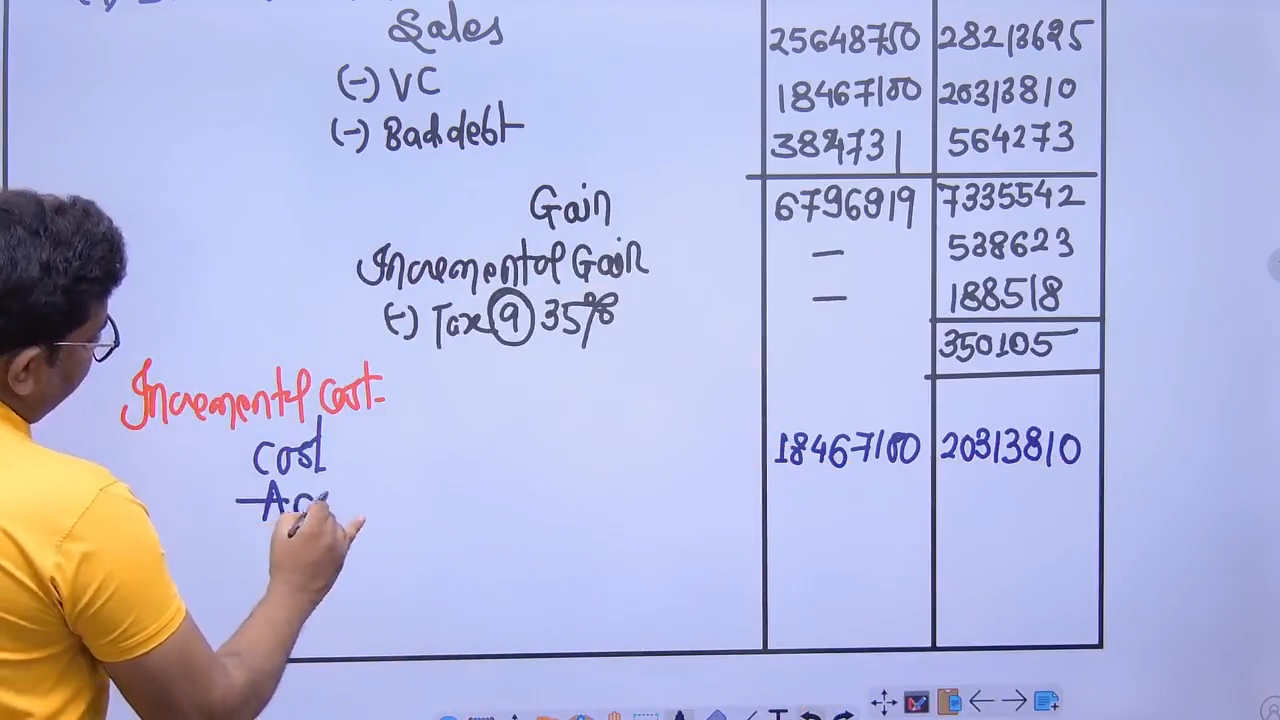 Sales 25648750 28213625
(-) VC 18467100 20313810
(-) Bad debt 384731 564273
Gain 6796919 7335542
Incremental Gain — 538623
(-) Tax @ 35% — 188518
350105
Incremental Cost-
Cost 18467100 20313810